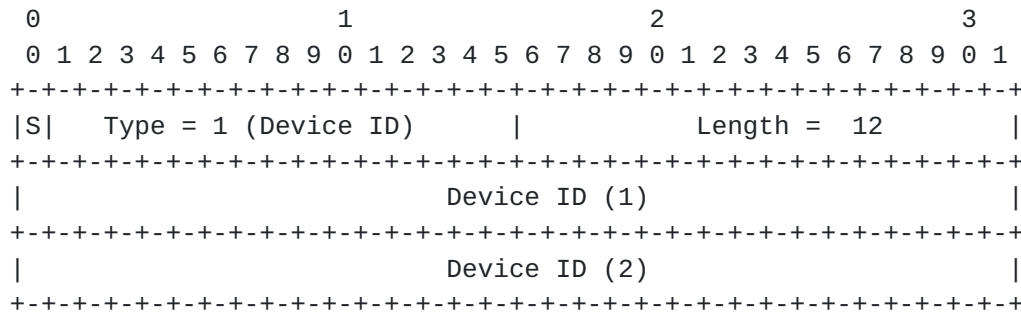 0                   1                   2                   3
 0 1 2 3 4 5 6 7 8 9 0 1 2 3 4 5 6 7 8 9 0 1 2 3 4 5 6 7 8 9 0 1
+-+-+-+-+-+-+-+-+-+-+-+-+-+-+-+-+-+-+-+-+-+-+-+-+-+-+-+-+-+-+-+-+
|S|   Type = 1 (Device ID)      |           Length =  12        |
+-+-+-+-+-+-+-+-+-+-+-+-+-+-+-+-+-+-+-+-+-+-+-+-+-+-+-+-+-+-+-+-+
|                           Device ID (1)                       |
+-+-+-+-+-+-+-+-+-+-+-+-+-+-+-+-+-+-+-+-+-+-+-+-+-+-+-+-+-+-+-+-+
|                           Device ID (2)                       |
+-+-+-+-+-+-+-+-+-+-+-+-+-+-+-+-+-+-+-+-+-+-+-+-+-+-+-+-+-+-+-+-+